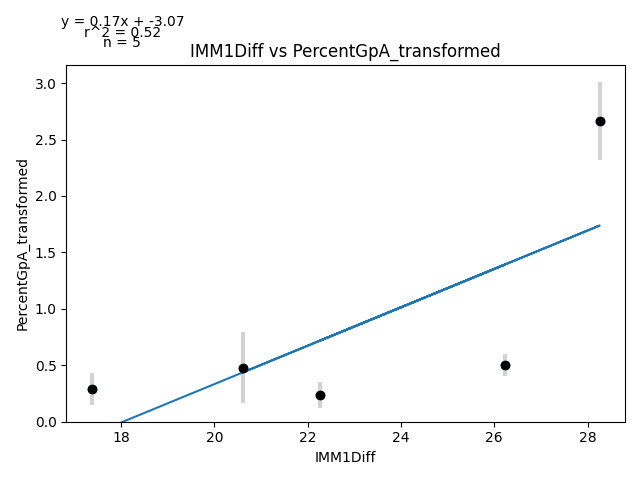 y = 0.17x + -3.07
r^2 = 0.52
n = 5
IMM1Diff vs PercentGpA_transformed
PercentGpA_transformed
3.0
2.5
2.0
1.5
1.0
0.5
0.0
18 20 22 24 26 28
IMM1Diff